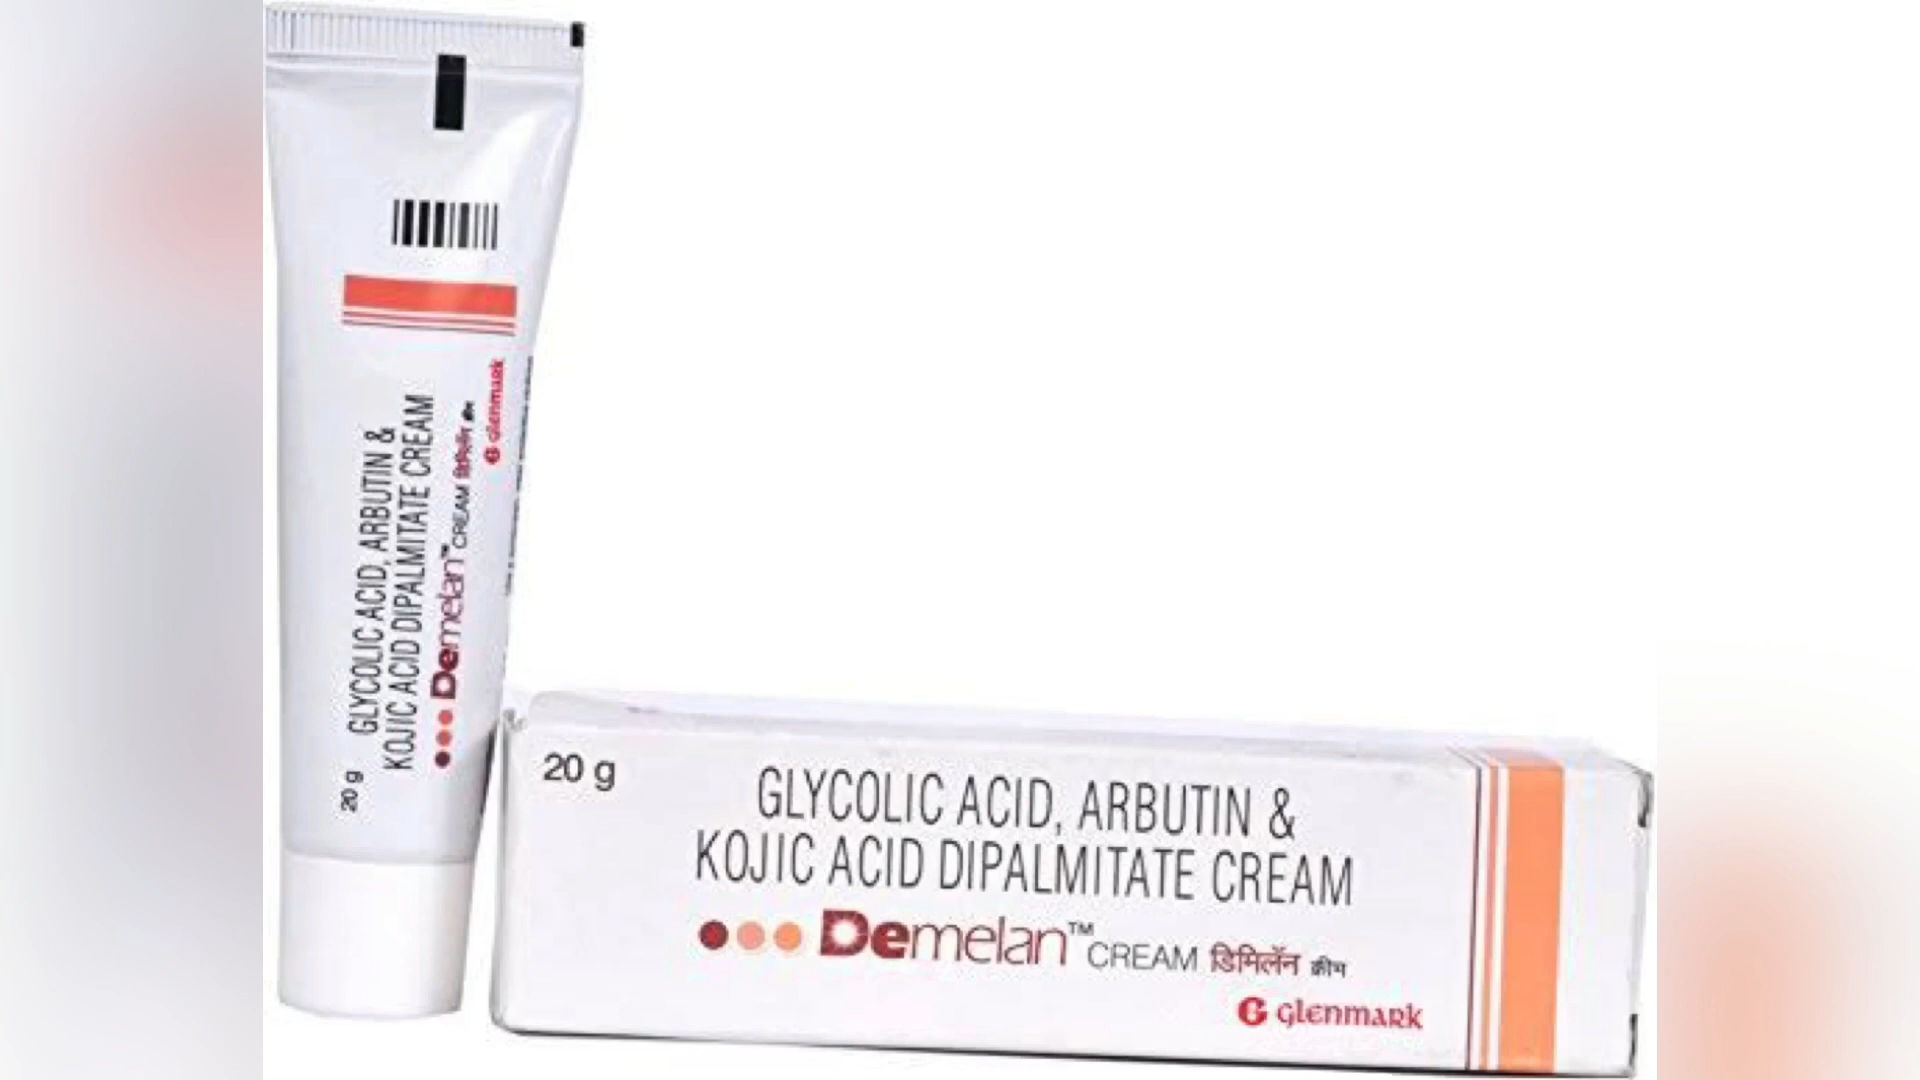 20 g
GLYCOLIC ACID, ARBUTIN &
KOJIC ACID DIPALMITATE CREAM
Demelan™ CREAM डिमिलॅन क्रीम
Glenmark
20 g
GLYCOLIC ACID, ARBUTIN &
KOJIC ACID DIPALMITATE CREAM
Demelan™ CREAM डिमिलॅन क्रीम
Glenmark